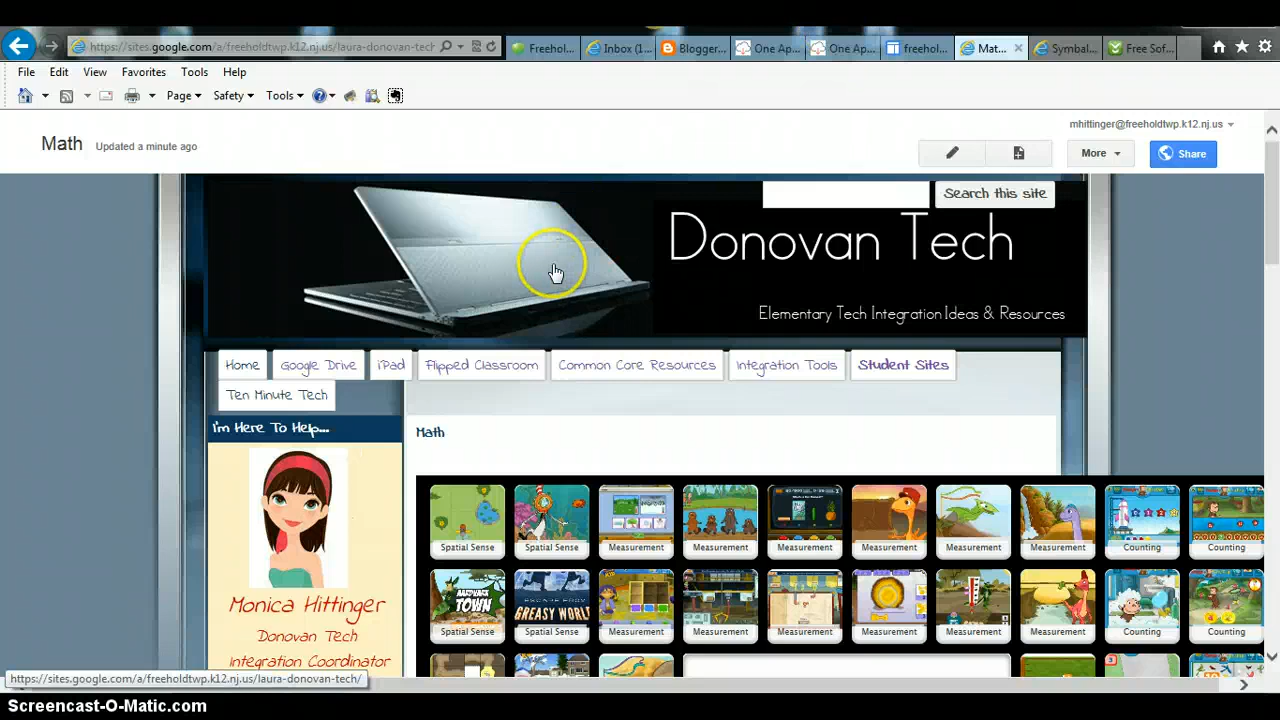 https://sites.google.com/a/freeholdtwp.k12.nj.us/laura-donovan-tech
Freehol...
Inbox (1...
Blogger...
One Ap...
One Ap...
freehol...
Mat...
Symbal...
Free Sof...
File Edit View Favorites Tools Help
Page Safety Tools
mhittinger@freeholdtwp.k12.nj.us
Math Updated a minute ago
More Share
Search this site
Donovan Tech
Elementary Tech Integration Ideas & Resources
Home Google Drive iPad Flipped Classroom Common Core Resources Integration Tools Student Sites
Ten Minute Tech
I'm Here To Help...
Math
Spatial Sense Spatial Sense Measurement Measurement Measurement Measurement Measurement Measurement Counting Counting
AARDVARK TOWN
GREASY WORLD
Spatial Sense Spatial Sense Measurement Measurement Measurement Measurement Measurement Measurement Counting Counting
Monica Hittinger
Donovan Tech
Integration Coordinator
https://sites.google.com/a/freeholdtwp.k12.nj.us/laura-donovan-tech/
Screencast-O-Matic.com